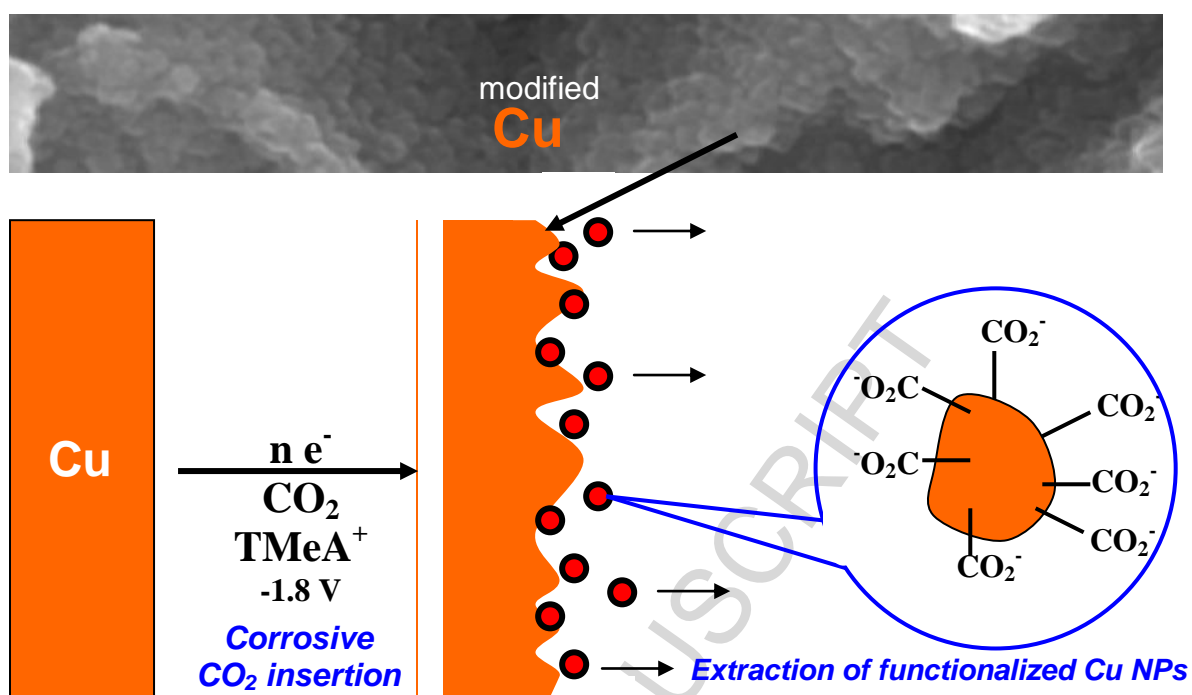 modified
Cu
Cu
n e⁻
CO₂
TMeA⁺
-1.8 V
Corrosive
CO₂ insertion
CO₂⁻
⁻O₂C
CO₂⁻
⁻O₂C
CO₂⁻
CO₂⁻
CO₂⁻
Extraction of functionalized Cu NPs
USCRIPT